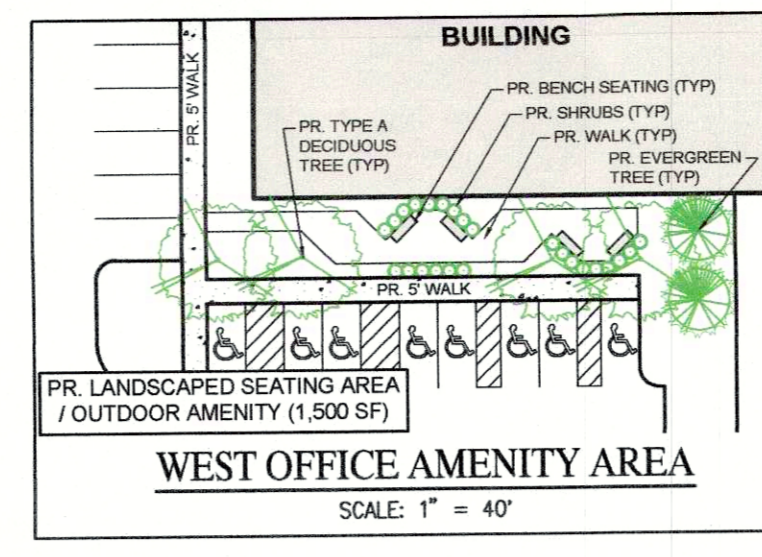 BUILDING
PR. 5' WALK
PR. BENCH SEATING (TYP)
PR. SHRUBS (TYP)
PR. WALK (TYP)
PR. EVERGREEN
TREE (TYP)
PR. TYPE A
DECIDUOUS
TREE (TYP)
PR. 5' WALK
PR. LANDSCAPED SEATING AREA
/ OUTDOOR AMENITY (1,500 SF)
WEST OFFICE AMENITY AREA
SCALE: 1" = 40'